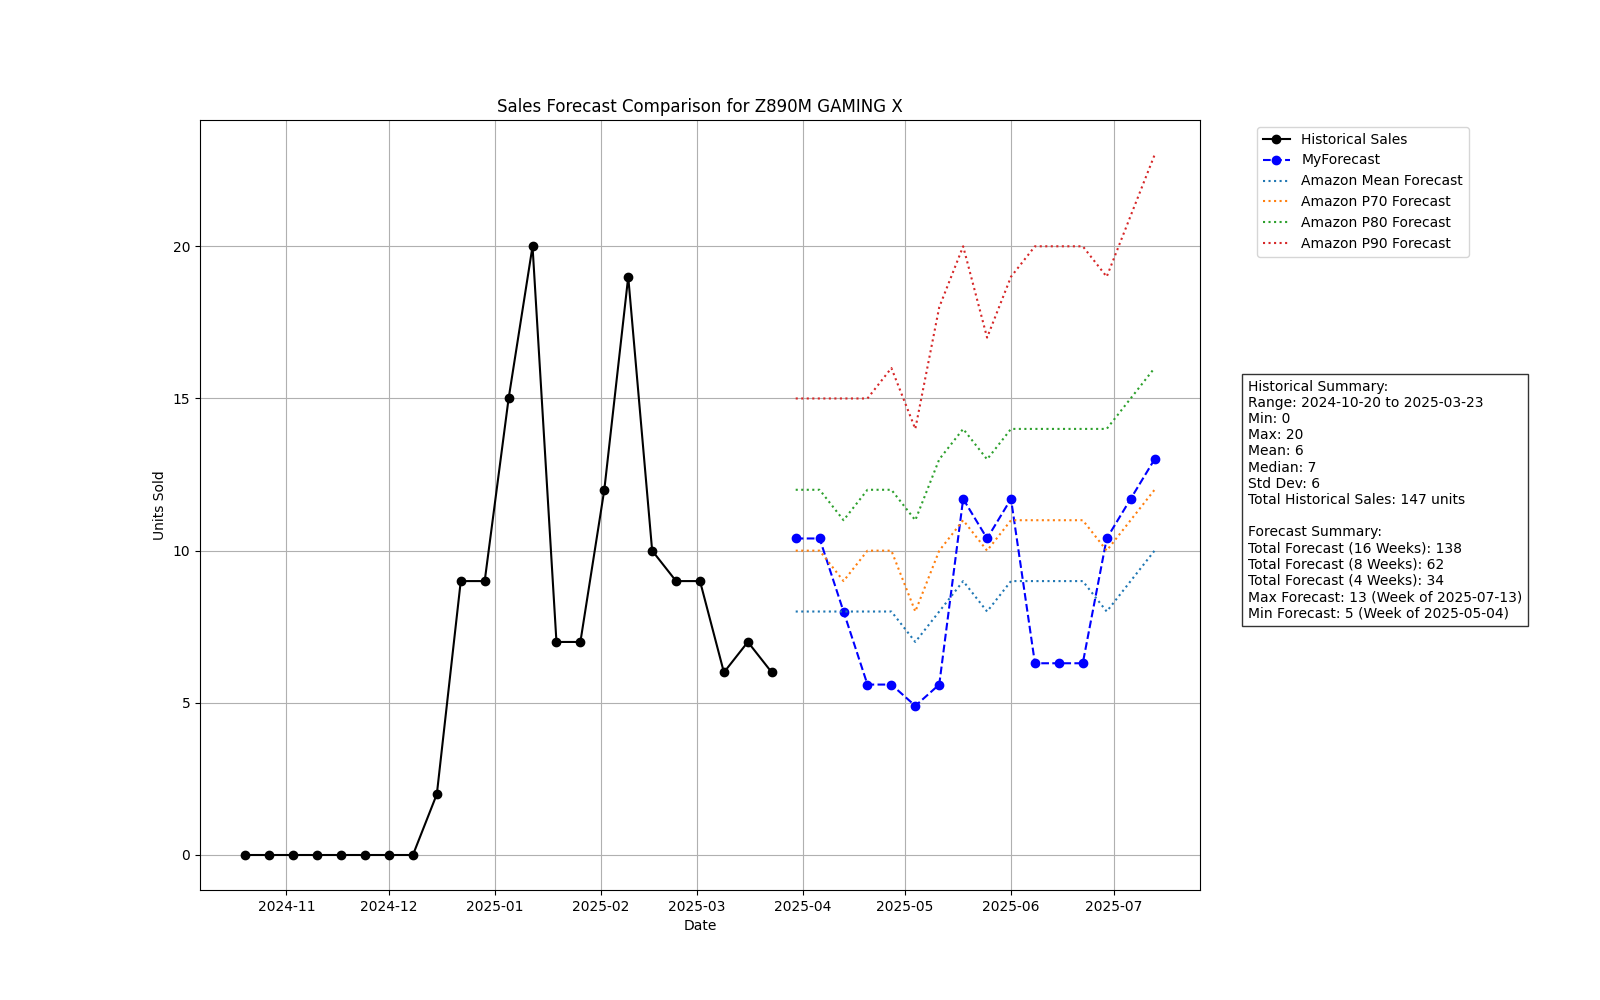 Sales Forecast Comparison for Z890M GAMING X
Units Sold
20
15
10
5
0
2024-11
2024-12
2025-01
2025-02
2025-03
2025-04
2025-05
2025-06
2025-07
Date
Historical Sales
MyForecast
Amazon Mean Forecast
Amazon P70 Forecast
Amazon P80 Forecast
Amazon P90 Forecast
Historical Summary:
Range: 2024-10-20 to 2025-03-23
Min: 0
Max: 20
Mean: 6
Median: 7
Std Dev: 6
Total Historical Sales: 147 units
Forecast Summary:
Total Forecast (16 Weeks): 138
Total Forecast (8 Weeks): 62
Total Forecast (4 Weeks): 34
Max Forecast: 13 (Week of 2025-07-13)
Min Forecast: 5 (Week of 2025-05-04)